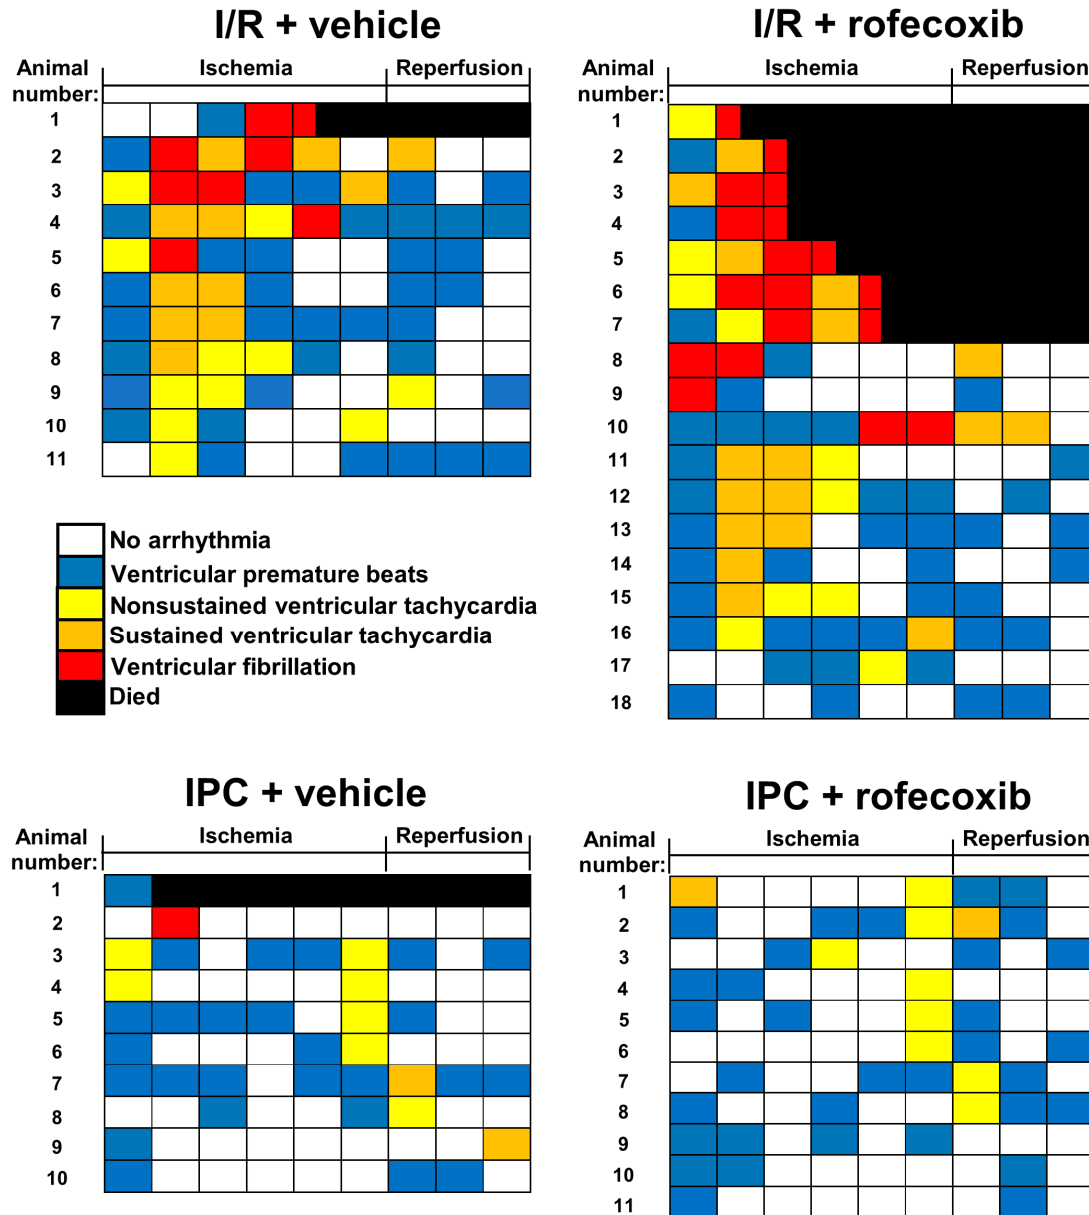 I/R + vehicle
Animal number:
Ischemia
Reperfusion
1
2
3
4
5
6
7
8
9
10
11
I/R + rofecoxib
Animal number:
Ischemia
Reperfusion
1
2
3
4
5
6
7
8
9
10
11
12
13
14
15
16
17
18
No arrhythmia
Ventricular premature beats
Nonsustained ventricular tachycardia
Sustained ventricular tachycardia
Ventricular fibrillation
Died
IPC + vehicle
Animal number:
Ischemia
Reperfusion
1
2
3
4
5
6
7
8
9
10
IPC + rofecoxib
Animal number:
Ischemia
Reperfusion
1
2
3
4
5
6
7
8
9
10
11